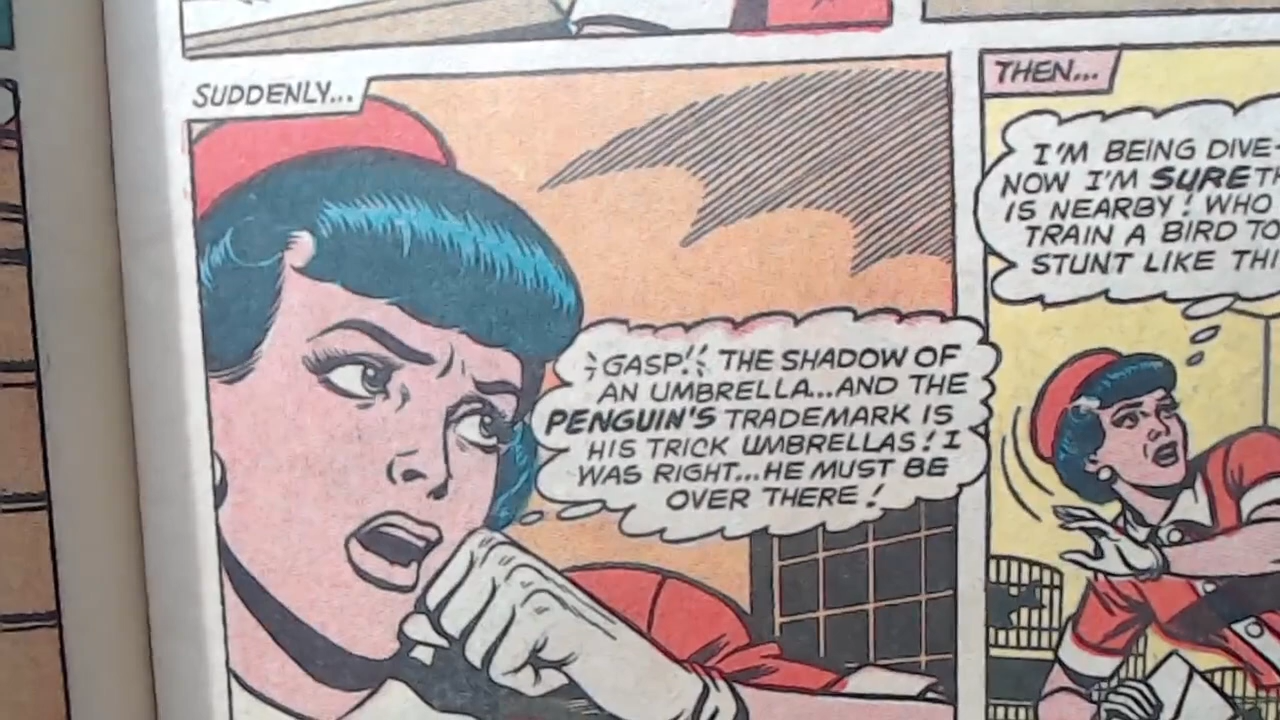 SUDDENLY...
¡GASP!¡ THE SHADOW OF
AN UMBRELLA...AND THE
PENGUIN'S TRADEMARK IS
HIS TRICK UMBRELLAS! I
WAS RIGHT...HE MUST BE
OVER THERE!
THEN...
I'M BEING DIVE-
NOW I'M SURE
IS NEARBY! WHO
TRAIN A BIRD TO
STUNT LIKE